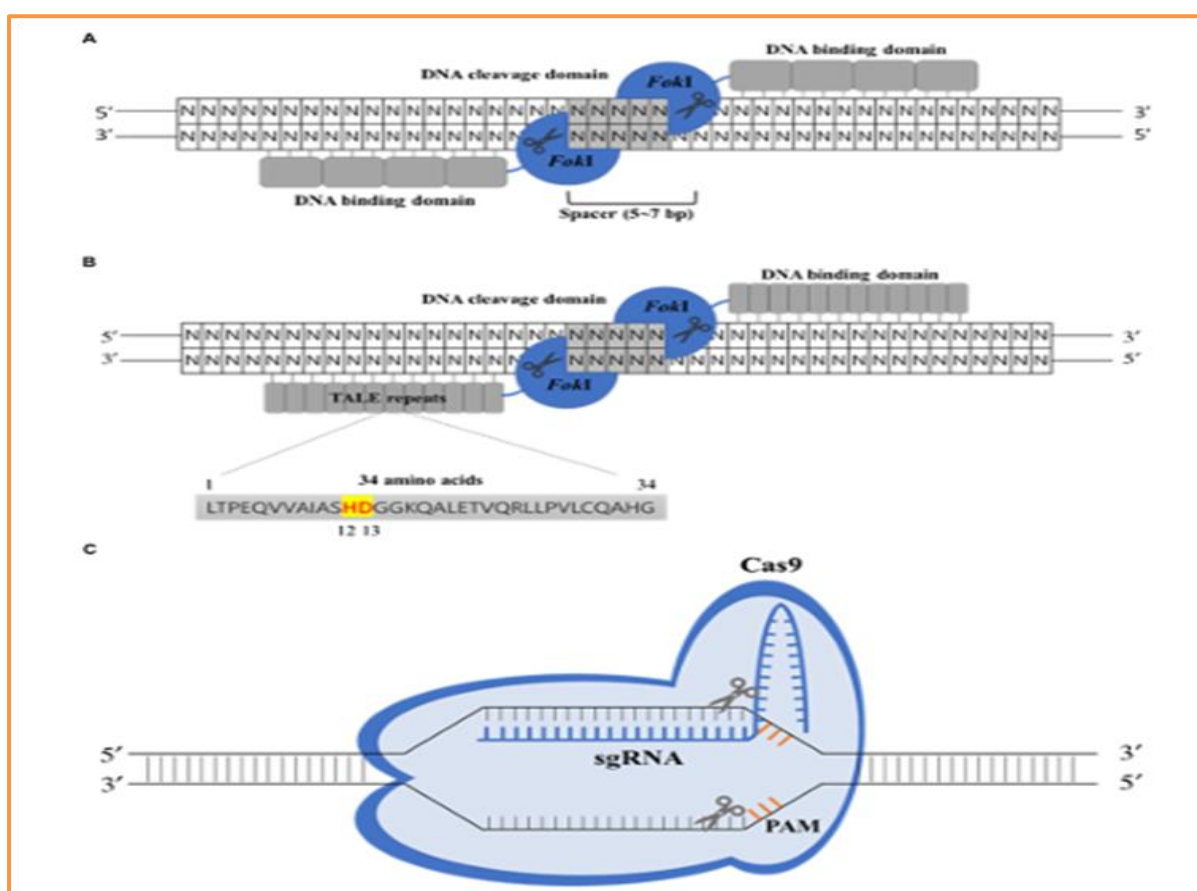 A
DNA binding domain
DNA cleavage domain
FokI
5′ N N N N N N N N N N N N N N N N N N N N N N N N N N N N N N N N N N N N N N N 3′
3′ N N N N N N N N N N N N N N N N N N N N N N N N N N N N N N N N N N N N N N N 5′
FokI
DNA binding domain
Spacer (5~7 bp)
B
DNA binding domain
DNA cleavage domain
FokI
5′ N N N N N N N N N N N N N N N N N N N N N N N N N N N N N N N N N N N N N N N 3′
3′ N N N N N N N N N N N N N N N N N N N N N N N N N N N N N N N N N N N N N N N 5′
FokI
TALE repeats
1 34 amino acids 34
LTPEQVVAIASHDGGKQALETVQRLLPVLCQAHG
12 13
C
Cas9
sgRNA
5′ 3′
3′ 5′
PAM